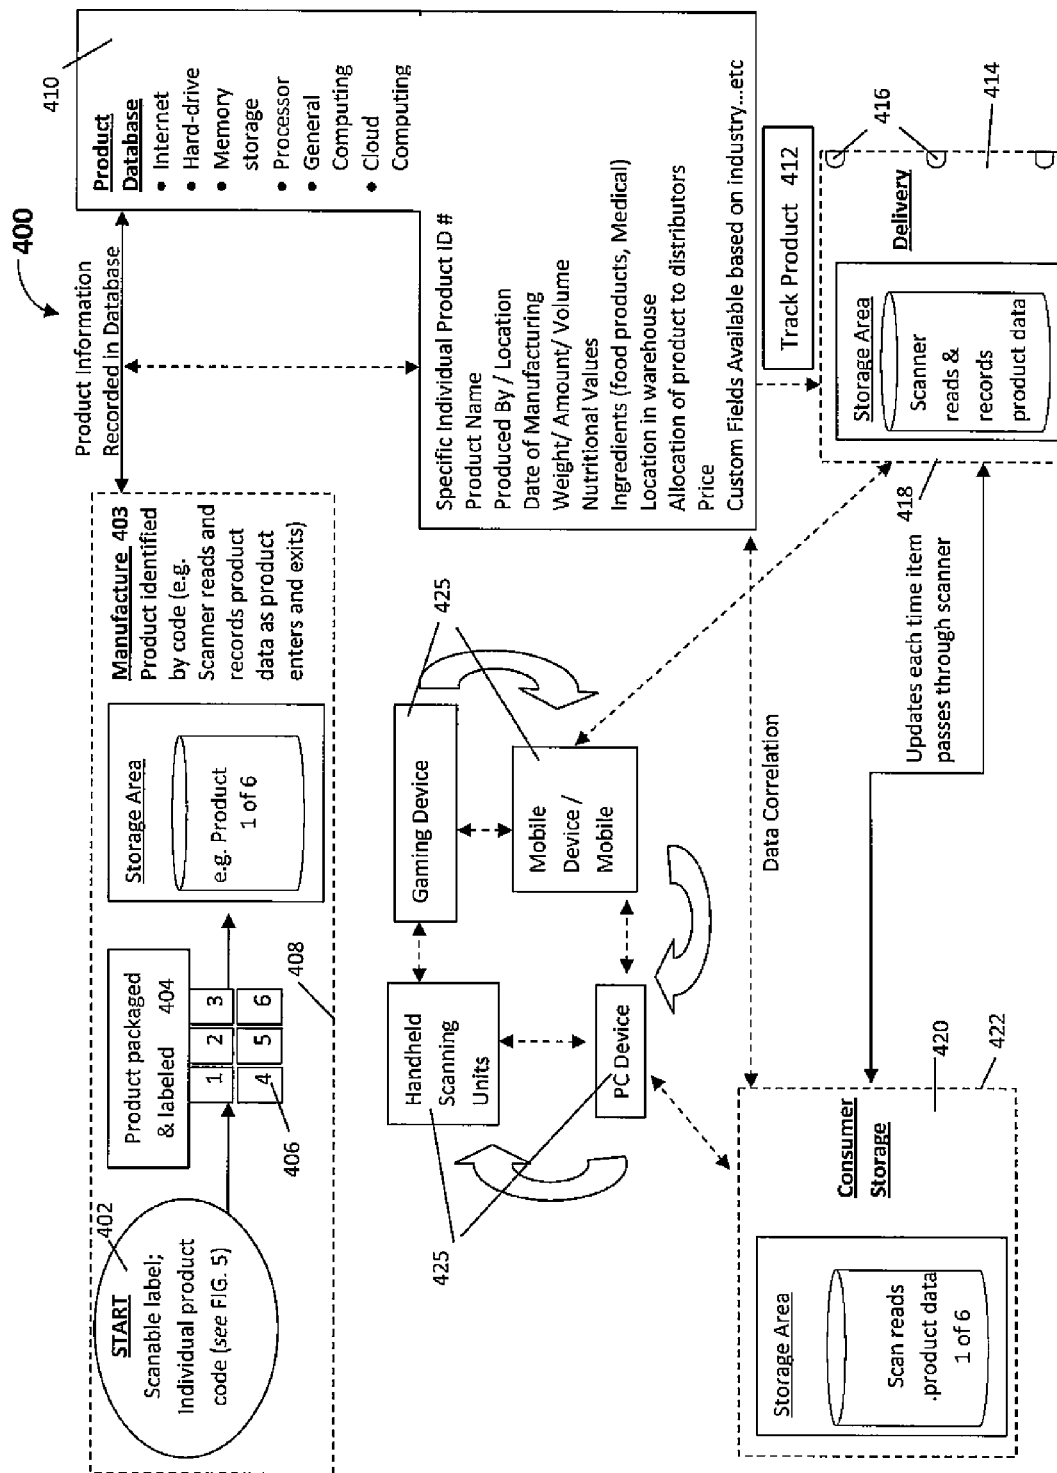 400
START
Scanable label;
Individual product
code (see FIG. 5)
402
Product packaged
& labeled 404
1 2 3
4 5 6
406
408
Storage Area
e.g. Product
1 of 6
Manufacture 403
Product identified
by code (e.g.
Scanner reads and
records product
data as product
enters and exits)
Product Information
Recorded in Database
410
Product
Database
• Internet
• Hard-drive
• Memory
storage
• Processor
• General
Computing
• Cloud
Computing
Specific Individual Product ID #
Product Name
Produced By / Location
Date of Manufacturing
Weight/ Amount/ Volume
Nutritional Values
Ingredients (food products, Medical)
Location in warehouse
Allocation of product to distributors
Price
Custom Fields Available based on industry...etc
Track Product 412
Handheld
Scanning
Units
Gaming Device
425
Mobile
Device /
Mobile
PC Device
425
Data Correlation
Updates each time item
passes through scanner
418
Storage Area
Scanner
reads &
records
product data
Delivery
416
414
Storage Area
Scan reads
.product data
1 of 6
Consumer
Storage
420
422